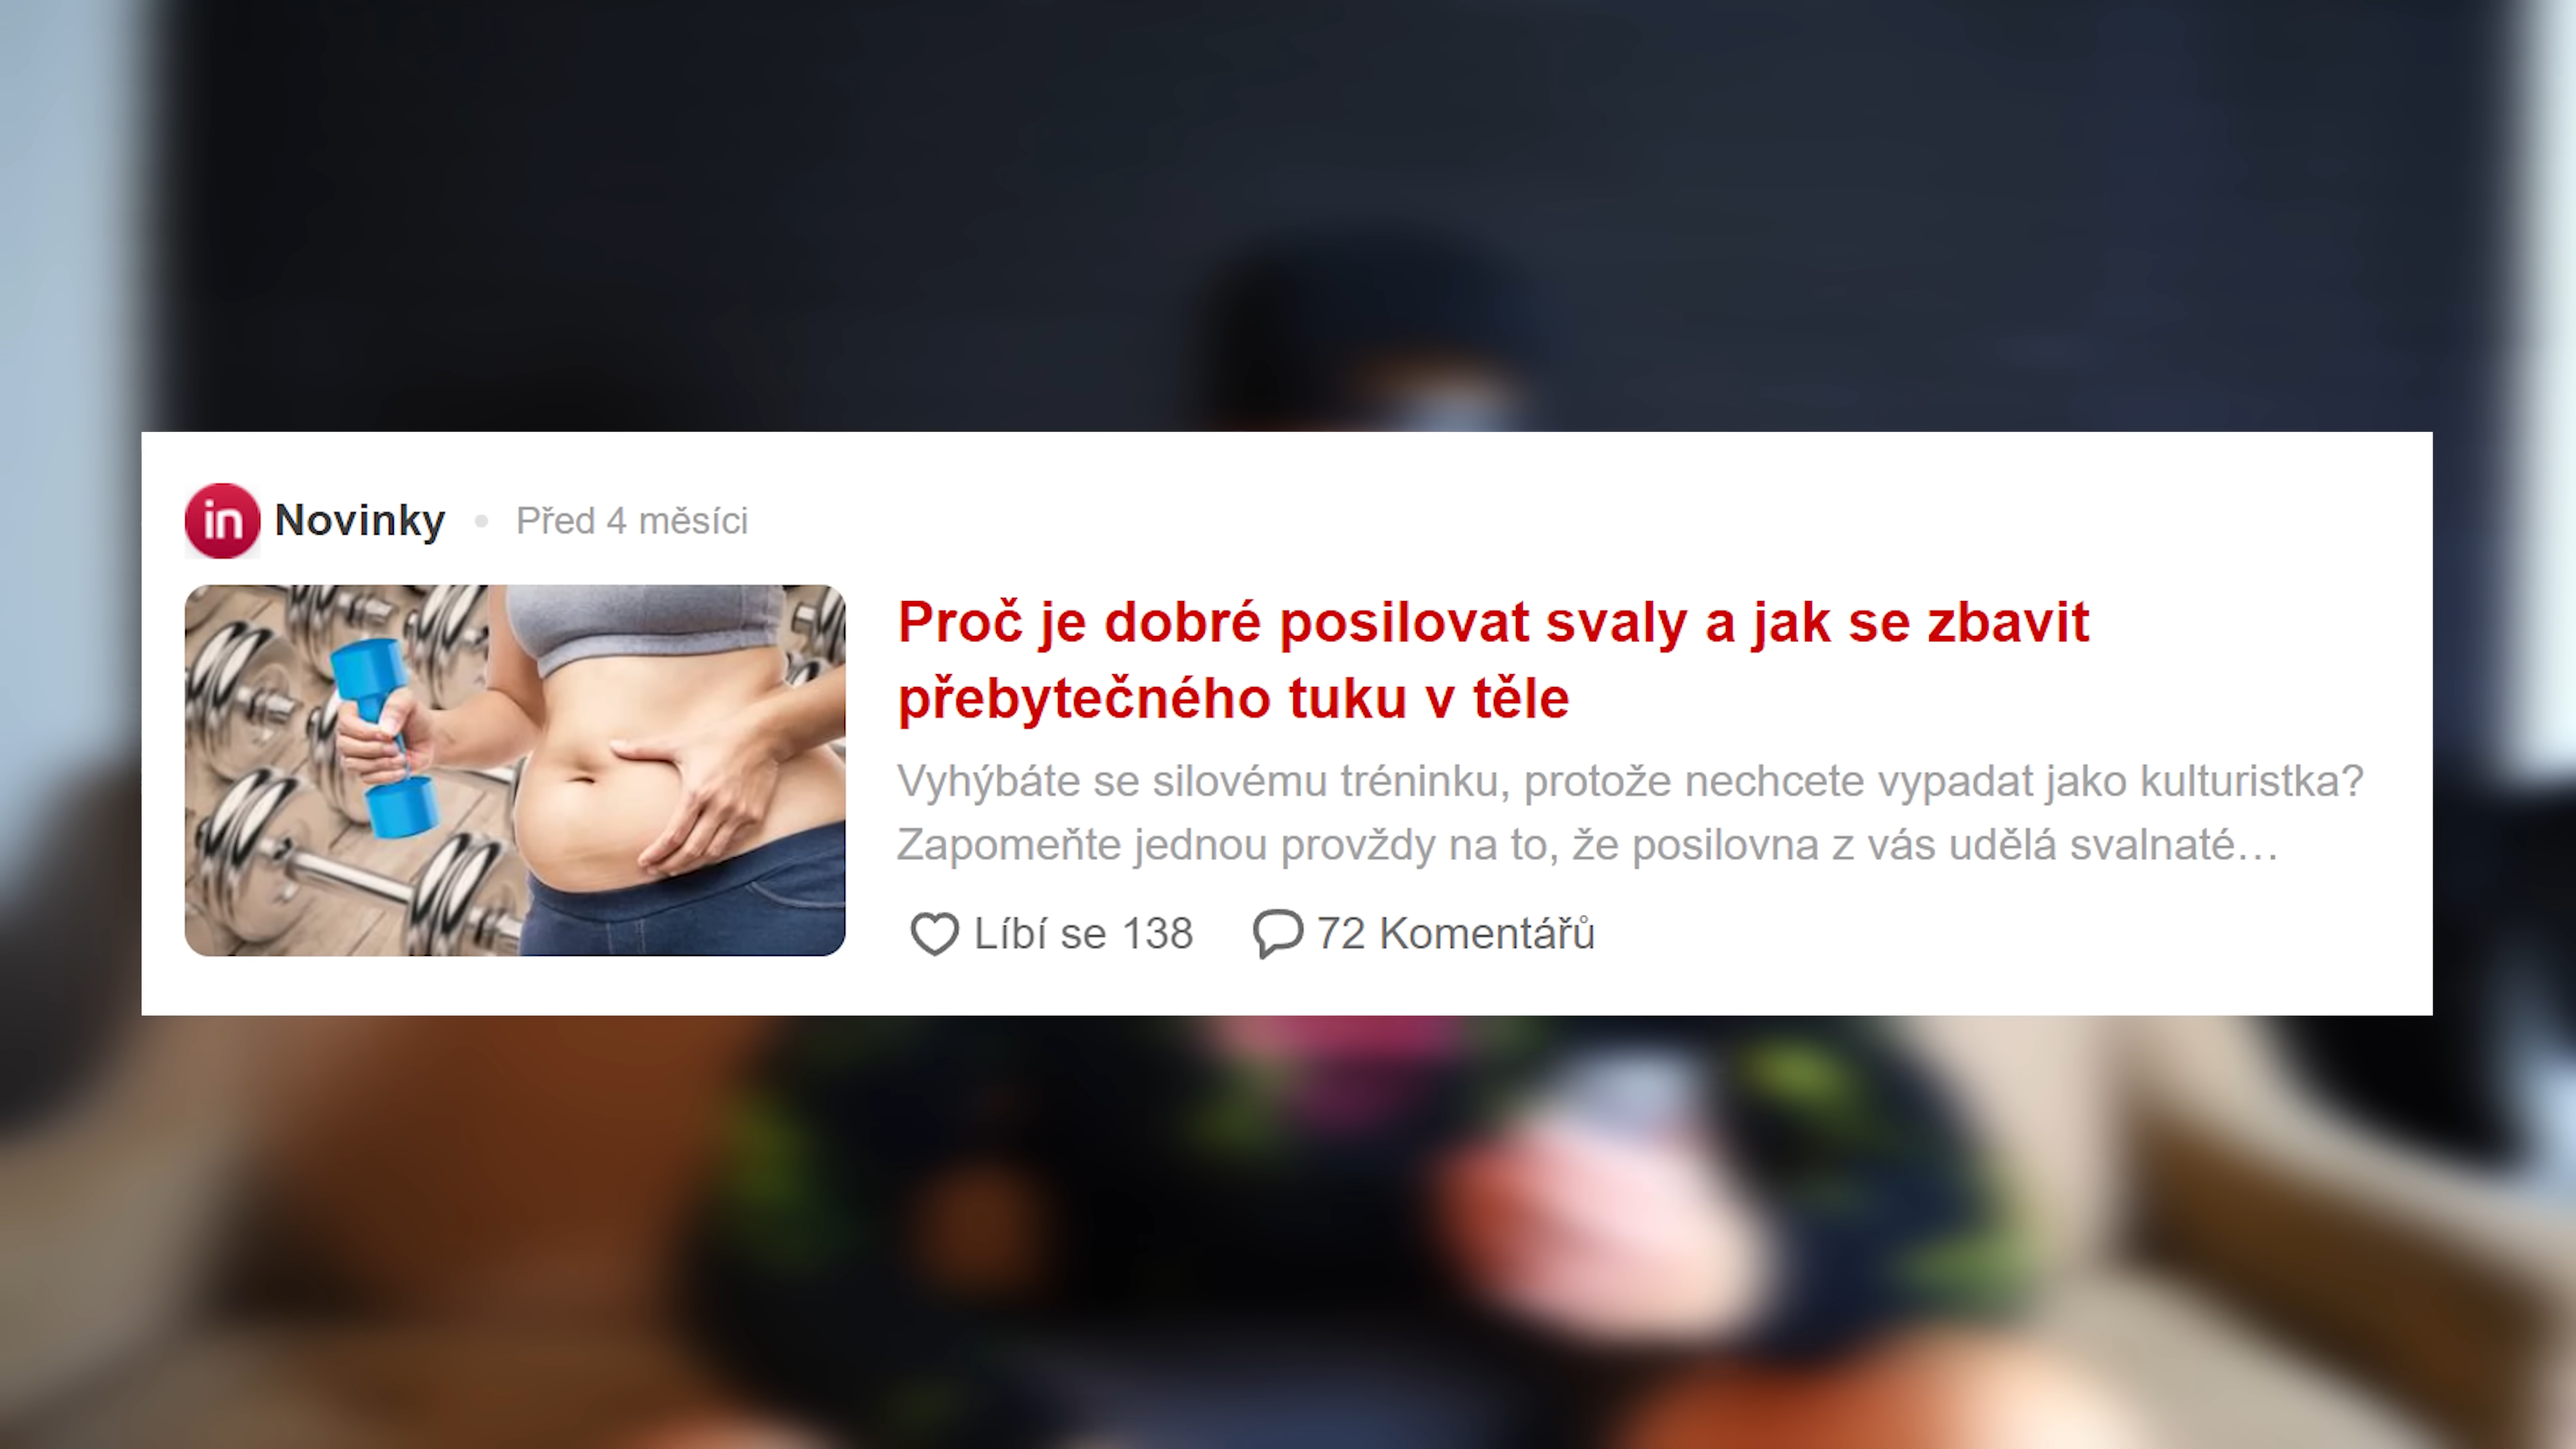 in Novinky • Před 4 měsíci
Proč je dobré posilovat svaly a jak se zbavit
přebytečného tuku v těle
Vyhýbáte se silovému tréninku, protože nechcete vypadat jako kulturistka?
Zapomeňte jednou provždy na to, že posilovna z vás udělá svalnaté…
Líbí se 138 72 Komentářů